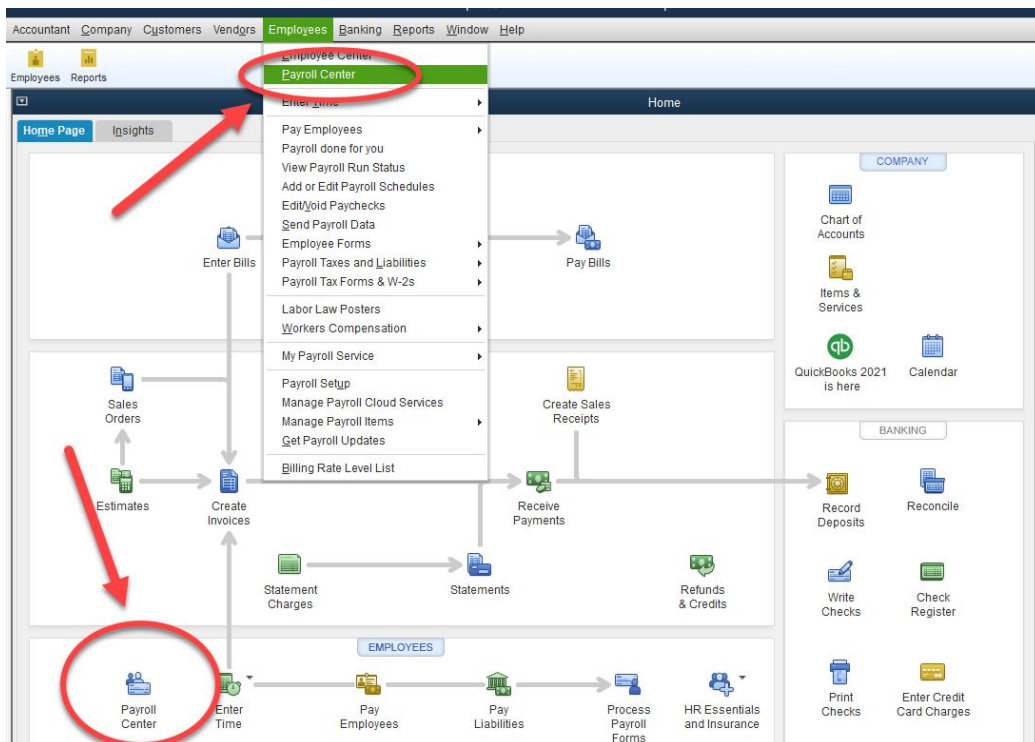 Accountant Company Customers Vendors Employees Banking Reports Window Help
Employees Reports
Employee Center
Payroll Center
Enter Time
Home
Home Page Insights
Pay Employees
Payroll done for you
View Payroll Run Status
Add or Edit Payroll Schedules
Edit/Void Paychecks
Send Payroll Data
Employee Forms
Payroll Taxes and Liabilities
Payroll Tax Forms & W-2s
Labor Law Posters
Workers Compensation
My Payroll Service
Payroll Setup
Manage Payroll Cloud Services
Manage Payroll Items
Get Payroll Updates
Billing Rate Level List
Enter Bills
Pay Bills
Sales
Orders
Create Sales
Receipts
Estimates
Create
Invoices
Receive
Payments
Statement
Charges
Statements
Refunds
& Credits
EMPLOYEES
Payroll
Center
Enter
Time
Pay
Employees
Pay
Liabilities
Process
Payroll
Forms
HR Essentials
and Insurance
COMPANY
Chart of
Accounts
Items &
Services
qb
QuickBooks 2021
is here
Calendar
BANKING
Record
Deposits
Reconcile
Write
Checks
Check
Register
Print
Checks
Enter Credit
Card Charges